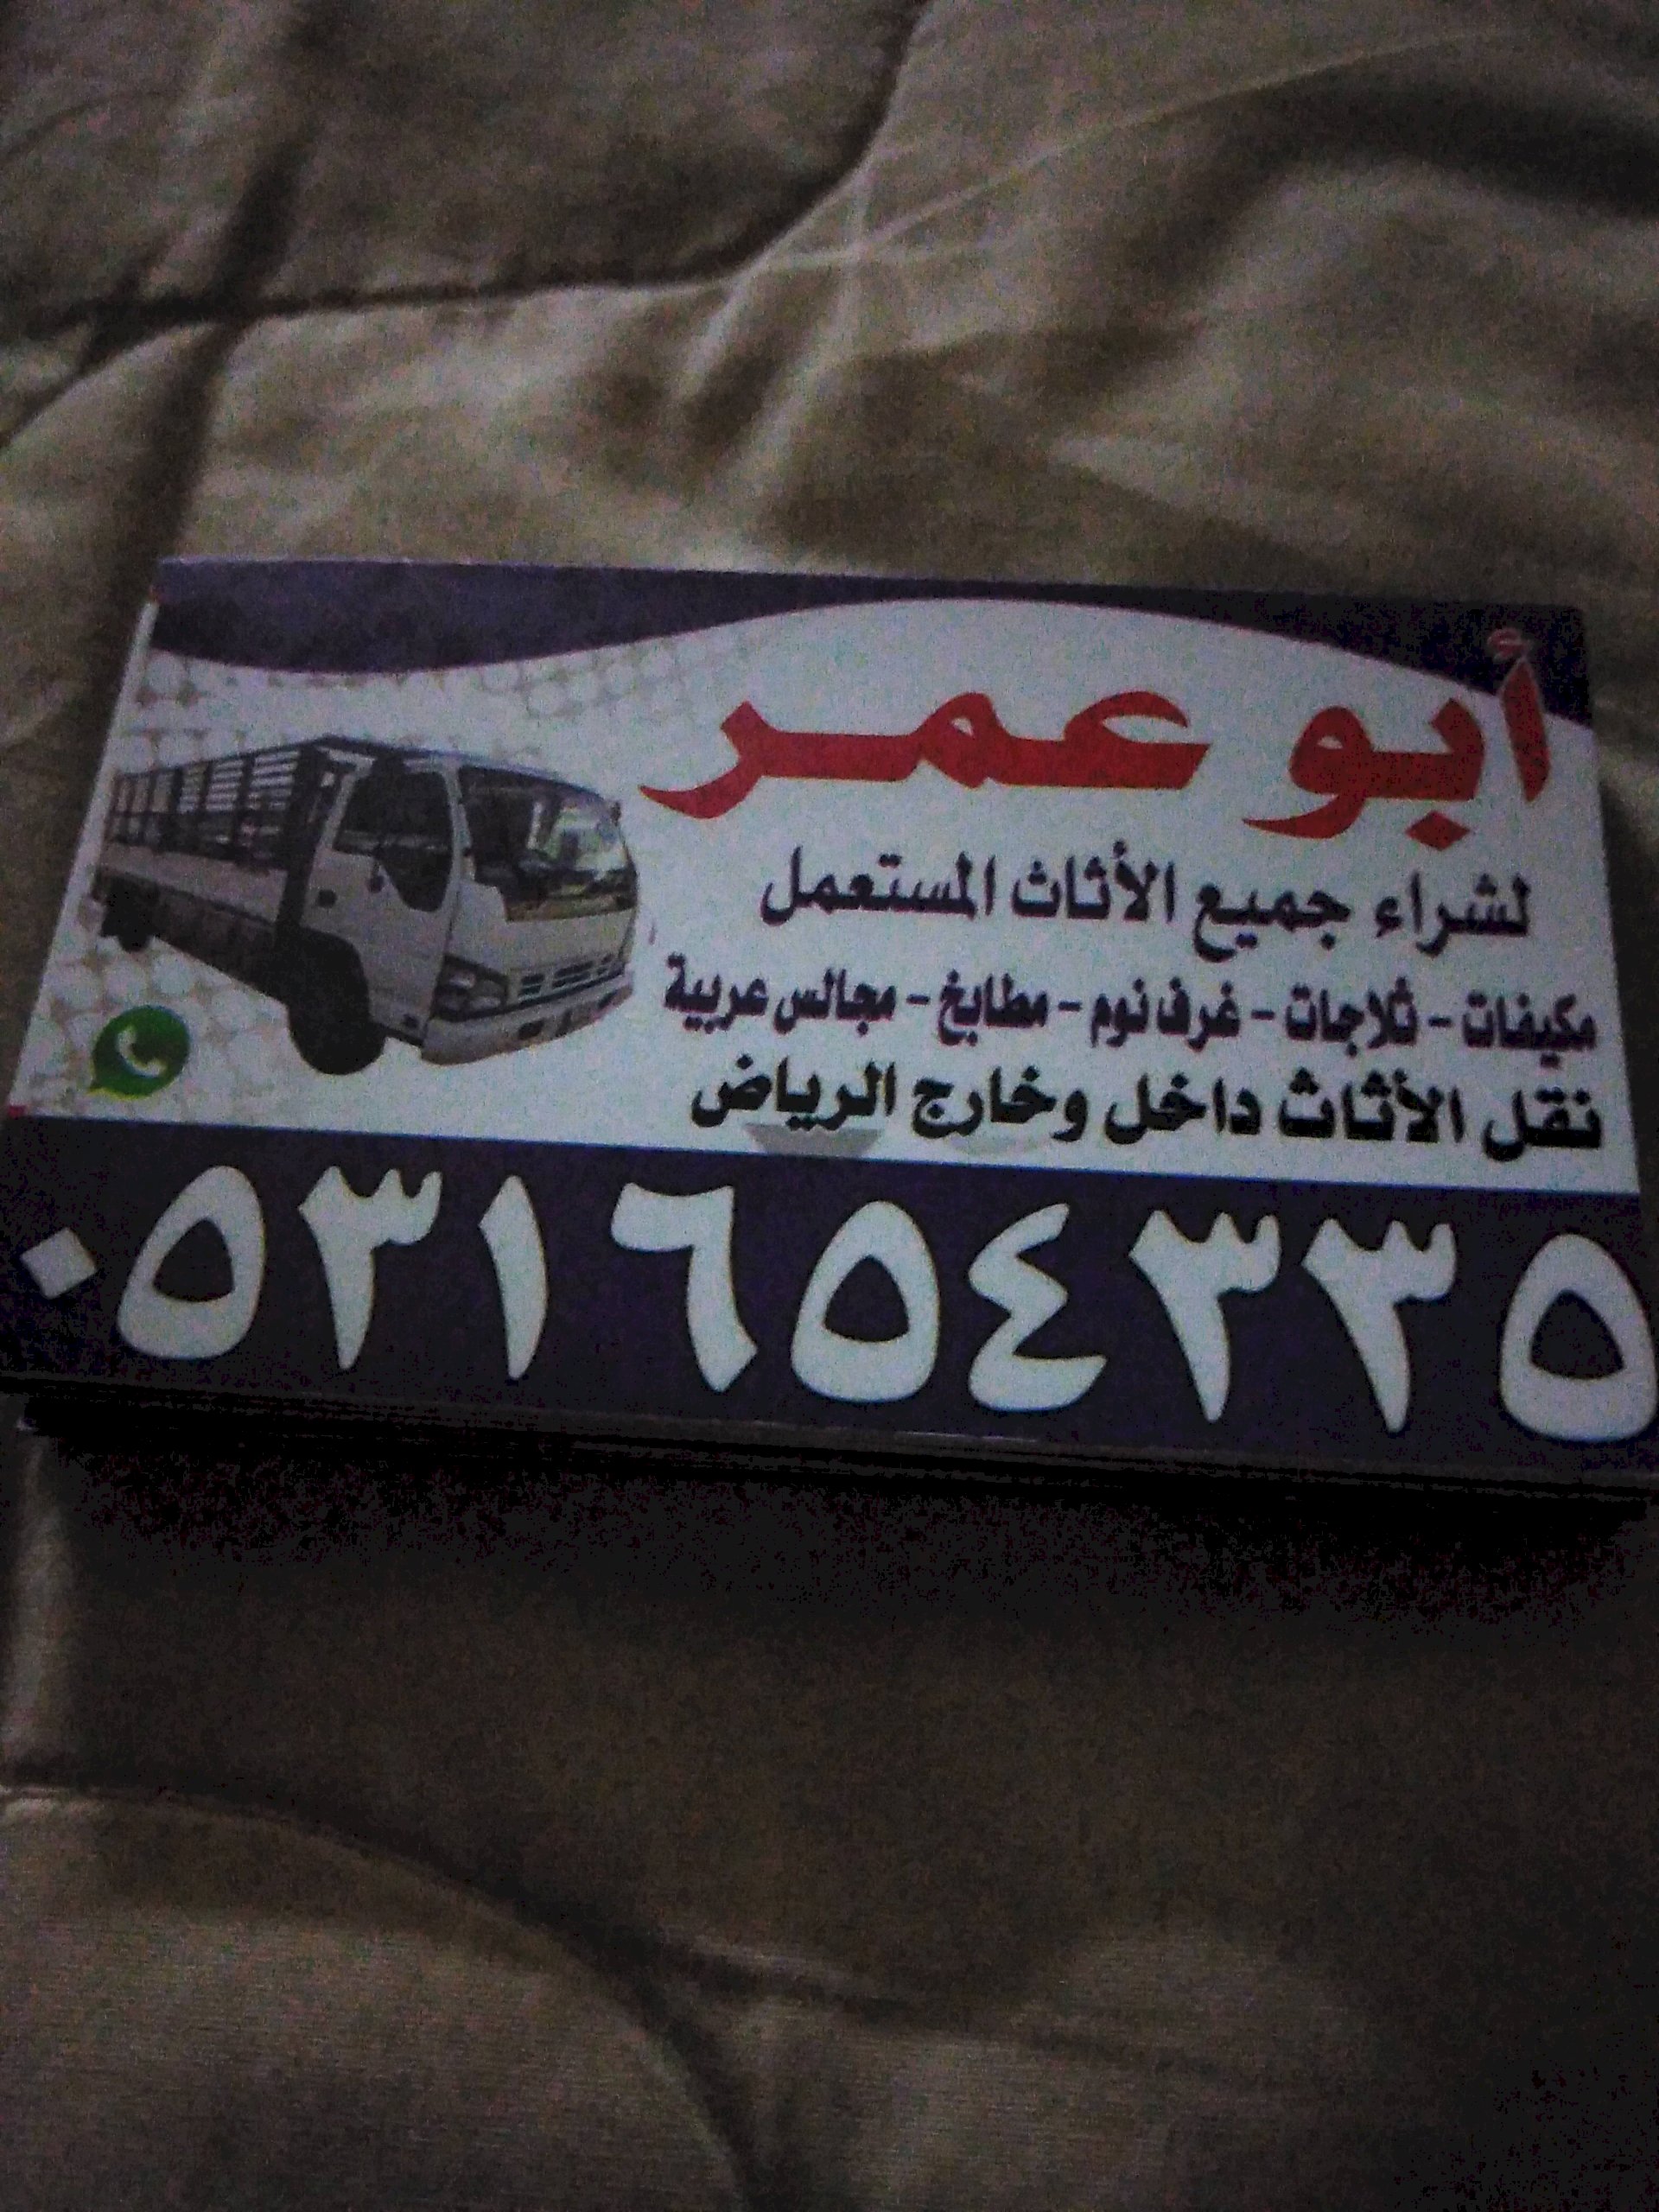 أبو عمر
لشراء جميع الأثاث المستعمل
مكيفات - ثلاجات - غرف نوم - مطابخ - مجالس عربية
نقل الأثاث داخل وخارج الرياض
٠٥٣١٦٥٤٣٣٥